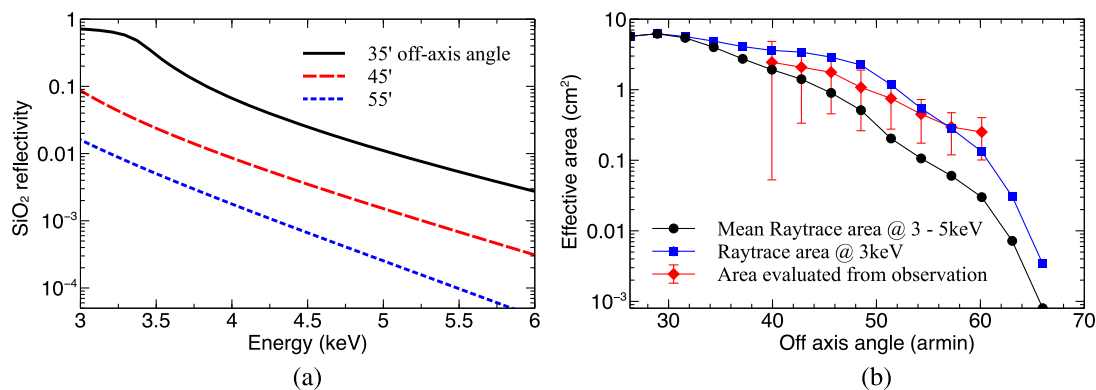 SiO₂ reflectivity
1
0.1
0.01
10⁻³
10⁻⁴
35' off-axis angle
45'
55'
3
3.5
4
4.5
5
5.5
6
Energy (keV)
(a)
Effective area (cm²)
10
1
0.1
0.01
10⁻³
Mean Raytrace area @ 3 - 5keV
Raytrace area @ 3keV
Area evaluated from observation
30
40
50
60
70
Off axis angle (armin)
(b)